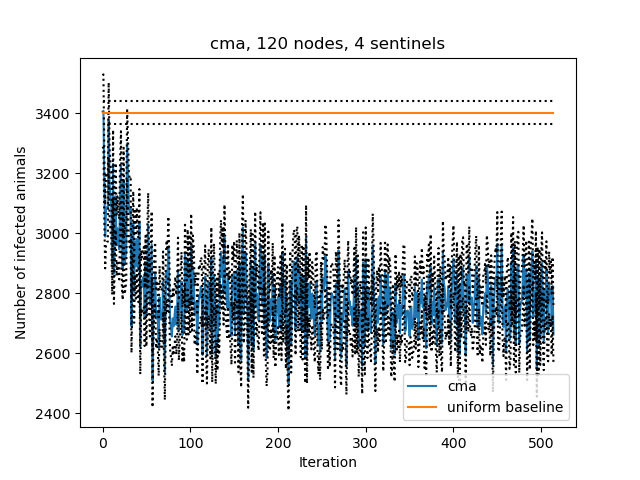 cma, 120 nodes, 4 sentinels
Number of infected animals
3400
3200
3000
2800
2600
2400
cma
uniform baseline
0 100 200 300 400 500
Iteration